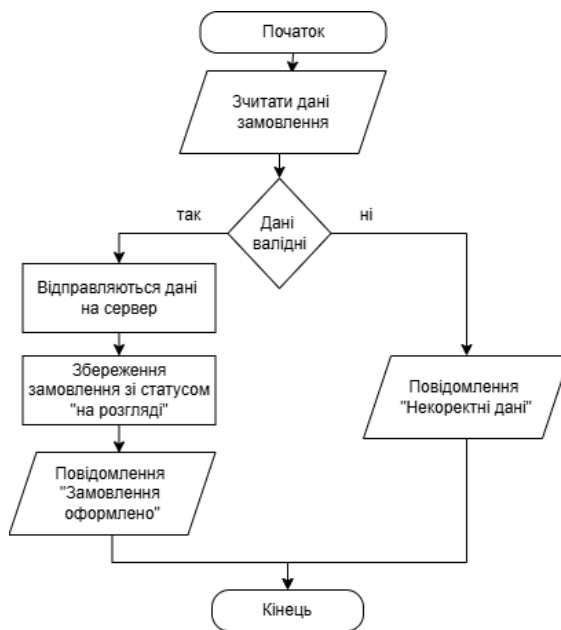 Початок
Зчитати дані
замовлення
Дані
валідні
так
ні
Відправляються дані
на сервер
Збереження
замовлення зі статусом
"на розгляді"
Повідомлення
"Замовлення
оформлено"
Повідомлення
"Некоректні дані"
Кінець